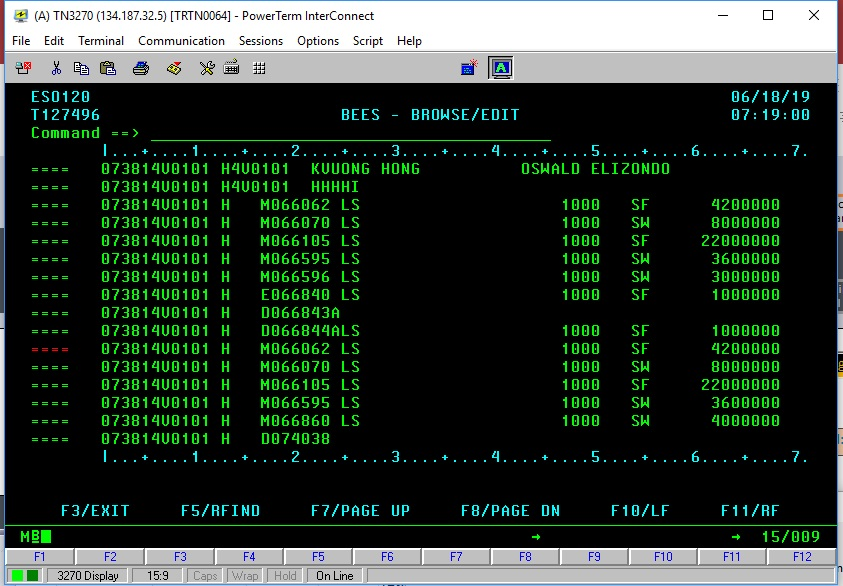 (A) TN3270 (134.187.32.5) [TRTN0064] - PowerTerm InterConnect
File Edit Terminal Communication Sessions Options Script Help
ESO120 06/18/19
T127496 BEES - BROWSE/EDIT 07:19:00
Command ==> 
|...+....1....+....2....+....3....+....4....+....5....+....6....+....7.
==== 073814V0101 H4V0101 KVUONG HONG OSWALD ELIZONDO
==== 073814V0101 H4V0101 HHHHI
==== 073814V0101 H M066062 LS 1000 SF 4200000
==== 073814V0101 H M066070 LS 1000 SW 8000000
==== 073814V0101 H M066105 LS 1000 SF 22000000
==== 073814V0101 H M066595 LS 1000 SW 3600000
==== 073814V0101 H M066596 LS 1000 SW 3000000
==== 073814V0101 H E066840 LS 1000 SF 1000000
==== 073814V0101 H D066843A
==== 073814V0101 H D066844ALS 1000 SF 1000000
==== 073814V0101 H M066062 LS 1000 SF 4200000
==== 073814V0101 H M066070 LS 1000 SW 8000000
==== 073814V0101 H M066105 LS 1000 SF 22000000
==== 073814V0101 H M066595 LS 1000 SW 3600000
==== 073814V0101 H M066860 LS 1000 SW 4000000
==== 073814V0101 H D074038
|...+....1....+....2....+....3....+....4....+....5....+....6....+....7.
F3/EXIT F5/RFIND F7/PAGE UP F8/PAGE DN F10/LF F11/RF
MB → → 15/009
F1 F2 F3 F4 F5 F6 F7 F8 F9 F10 F11 F12
3270 Display 15:9 Caps Wrap Hold On Line